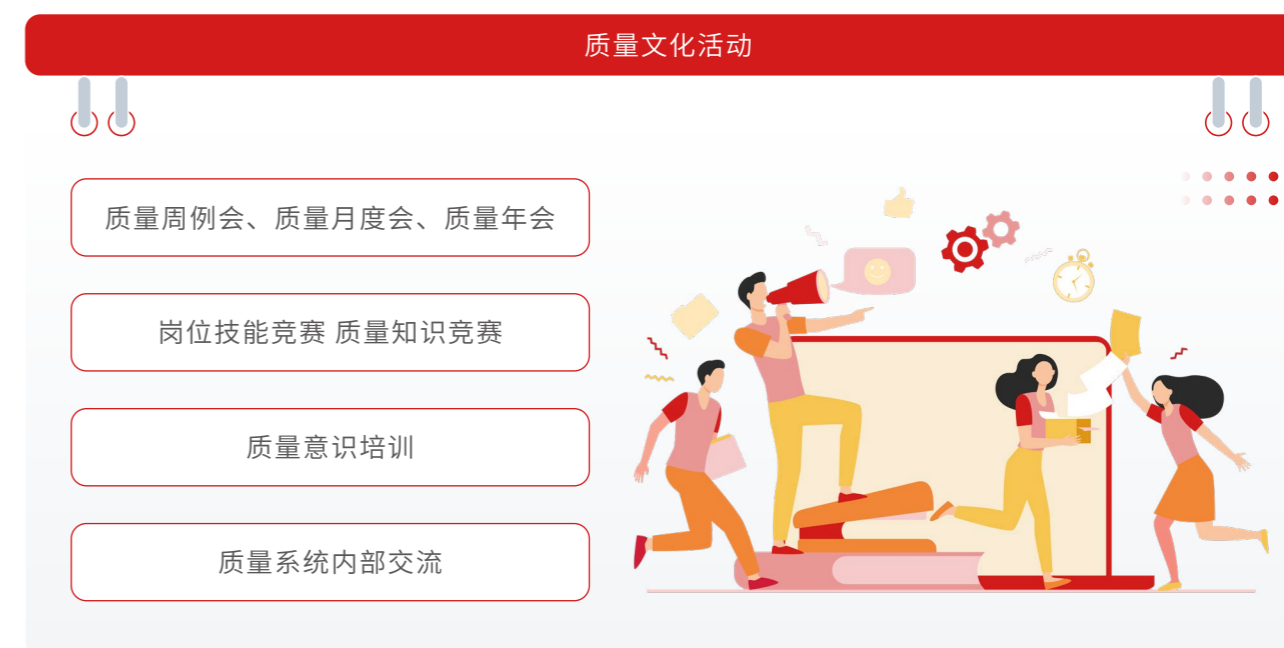 质量文化活动
质量周例会、质量月度会、质量年会
岗位技能竞赛 质量知识竞赛
质量意识培训
质量系统内部交流